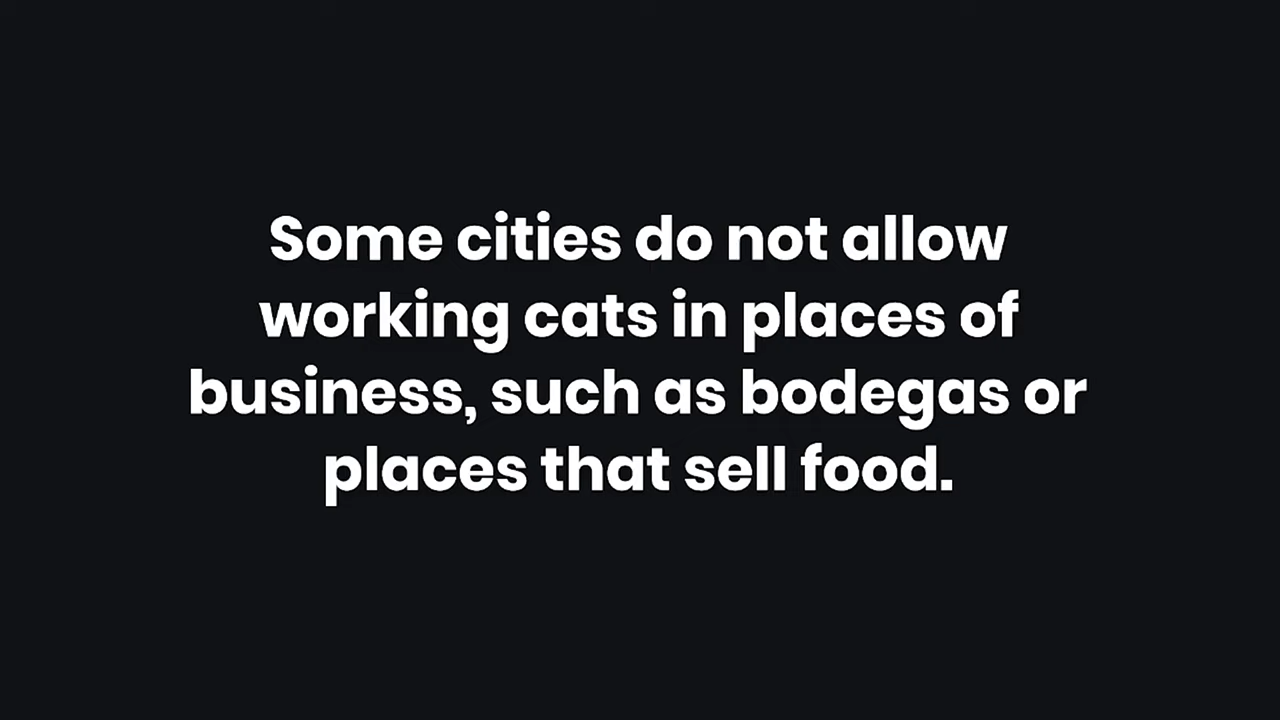 Some cities do not allow
working cats in places of
business, such as bodegas or
places that sell food.